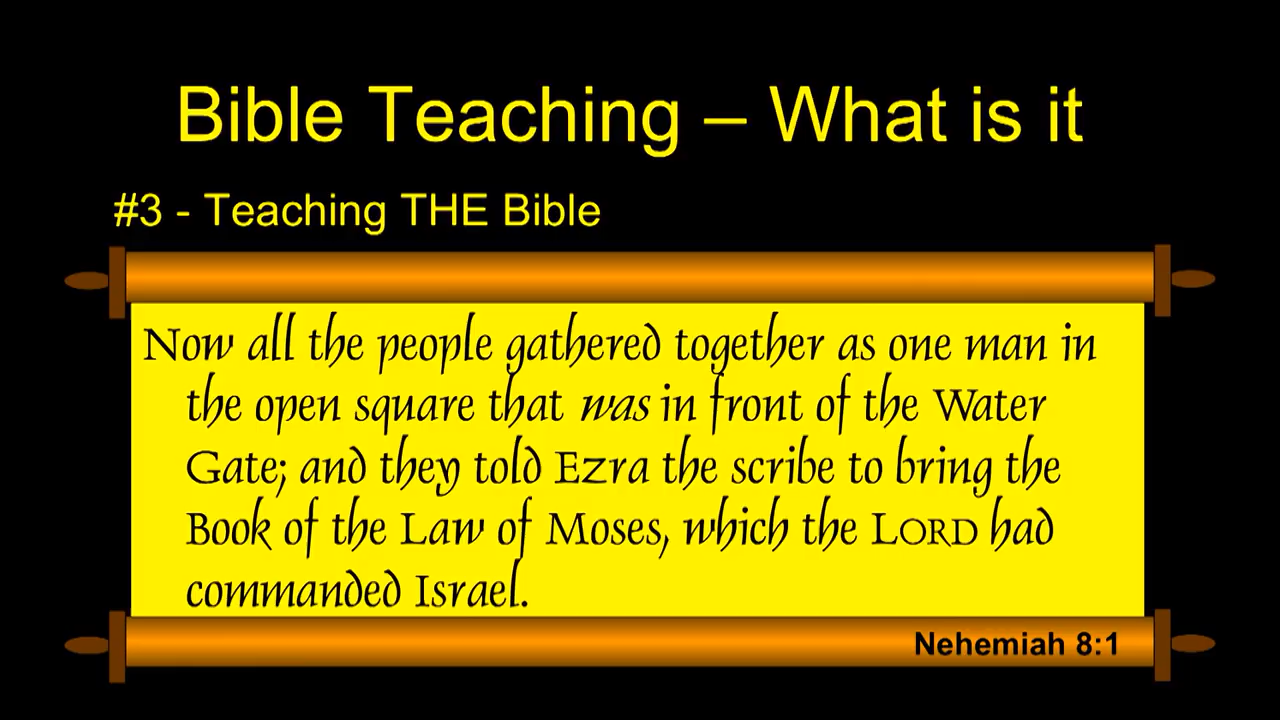 Bible Teaching – What is it
#3 - Teaching THE Bible
Now all the people gathered together as one man in
the open square that was in front of the Water
Gate; and they told Ezra the scribe to bring the
Book of the Law of Moses, which the LORD had
commanded Israel.
Nehemiah 8:1